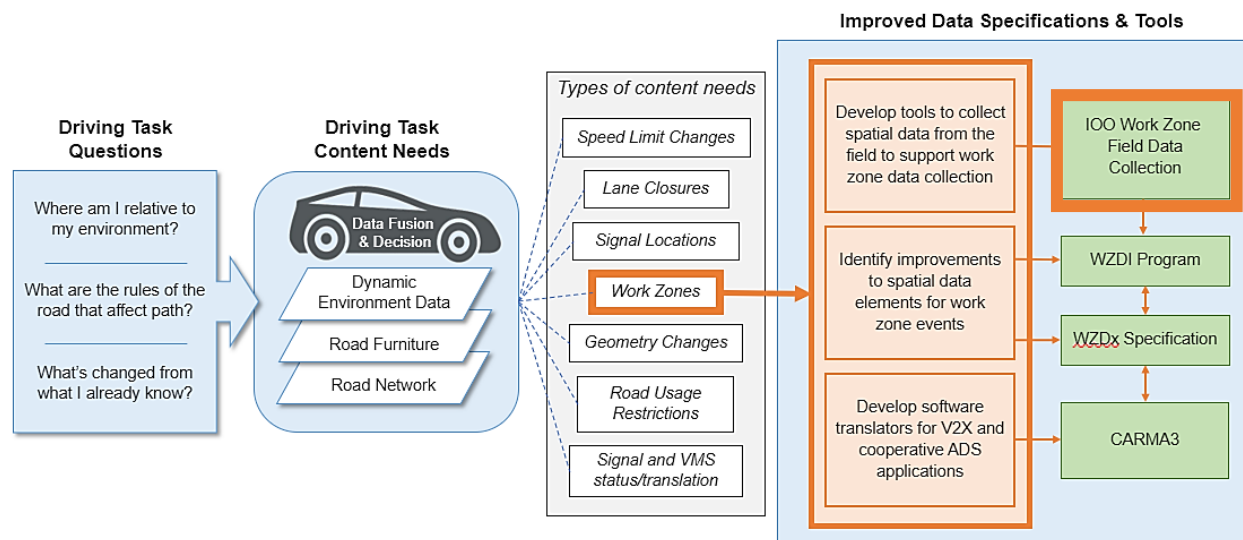 Improved Data Specifications & Tools
Driving Task
Questions
Where am I relative to
my environment?
What are the rules of the
road that affect path?
What's changed from
what I already know?
Driving Task
Content Needs
Data Fusion
& Decision
Dynamic
Environment Data
Road Furniture
Road Network
Types of content needs
Speed Limit Changes
Lane Closures
Signal Locations
Work Zones
Geometry Changes
Road Usage
Restrictions
Signal and VMS
status/translation
Develop tools to collect
spatial data from the
field to support work
zone data collection
Identify improvements
to spatial data
elements for work
zone events
Develop software
translators for V2X and
cooperative ADS
applications
IOO Work Zone
Field Data
Collection
WZDI Program
WZDx Specification
CARMA3